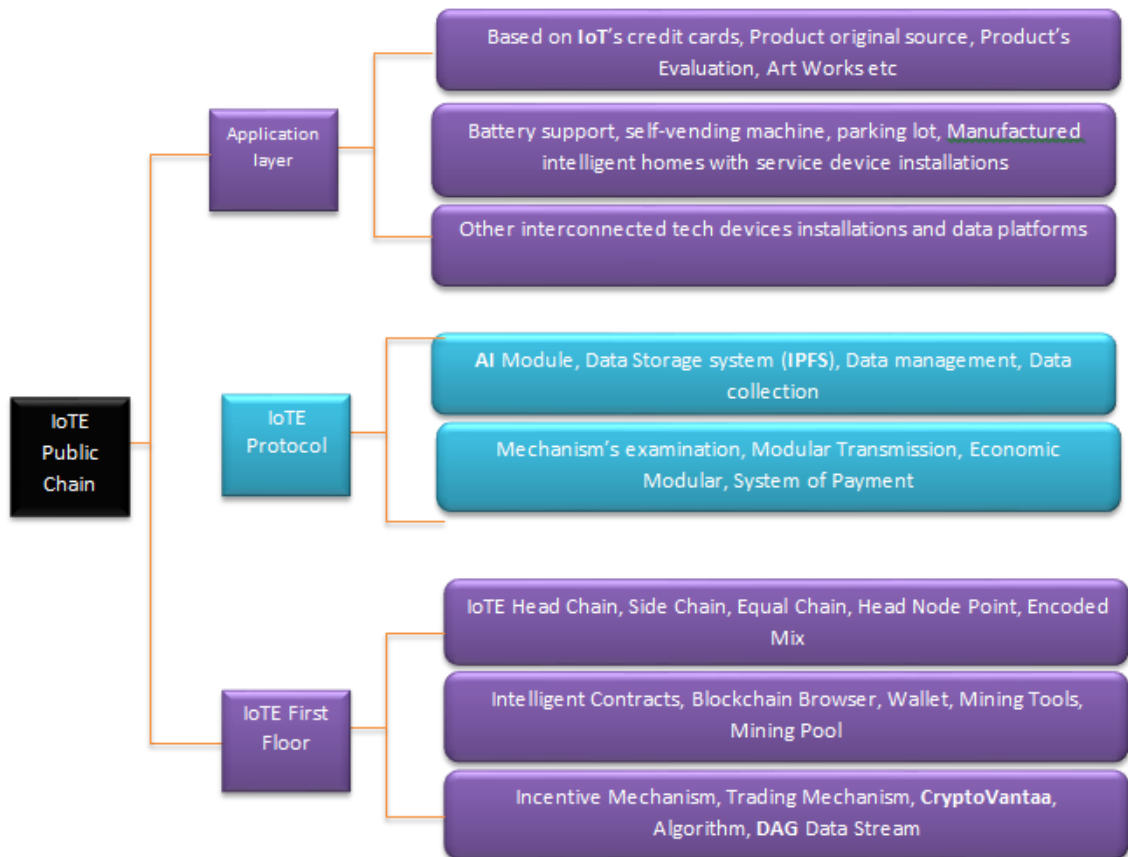 Based on IoT's credit cards, Product original source, Product's
Evaluation, Art Works etc
Application
layer
Battery support, self-vending machine, parking lot, Manufactured
intelligent homes with service device installations
Other interconnected tech devices installations and data platforms
IoTE
Public
Chain
IoTE
Protocol
AI Module, Data Storage system (IPFS), Data management, Data
collection
Mechanism's examination, Modular Transmission, Economic
Modular, System of Payment
IoTE First
Floor
IoTE Head Chain, Side Chain, Equal Chain, Head Node Point, Encoded
Mix
Intelligent Contracts, Blockchain Browser, Wallet, Mining Tools,
Mining Pool
Incentive Mechanism, Trading Mechanism, CryptoVantaa,
Algorithm, DAG Data Stream